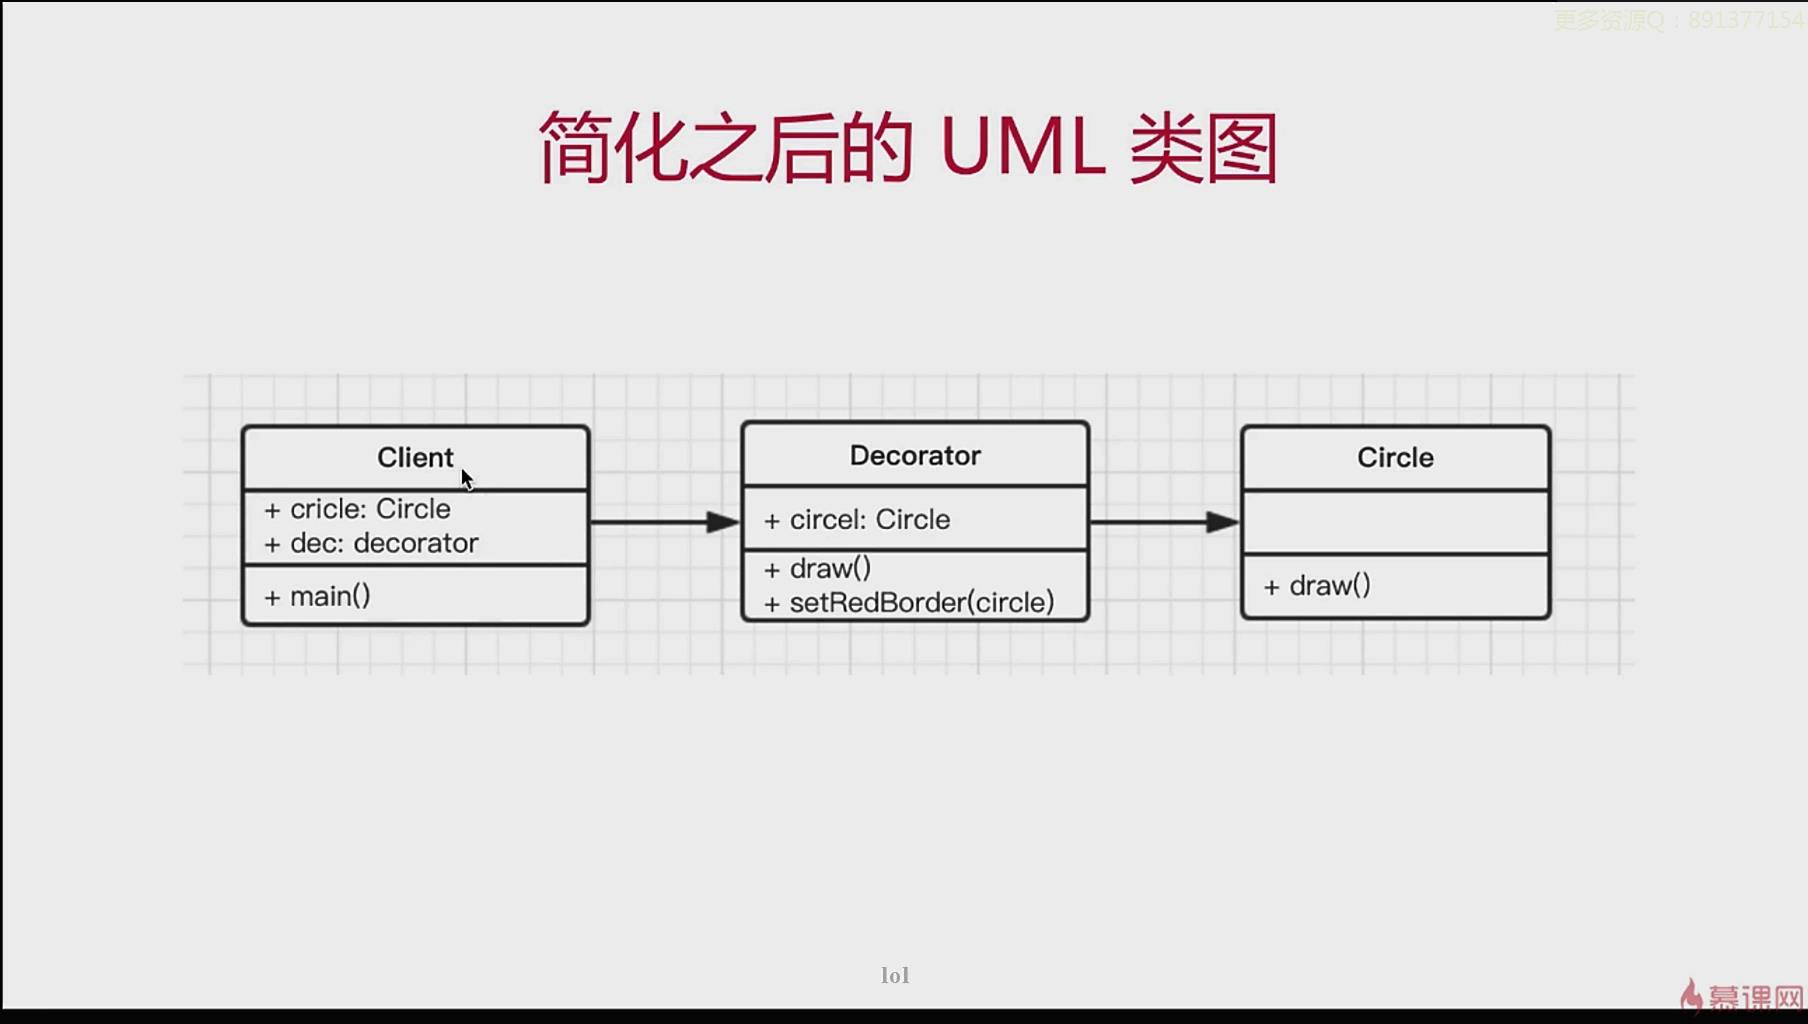 更多资源Q：891377154
简化之后的 UML 类图
Client
+ cricle: Circle
+ dec: decorator
+ main()
Decorator
+ circel: Circle
+ draw()
+ setRedBorder(circle)
Circle
+ draw()
lol
慕课网